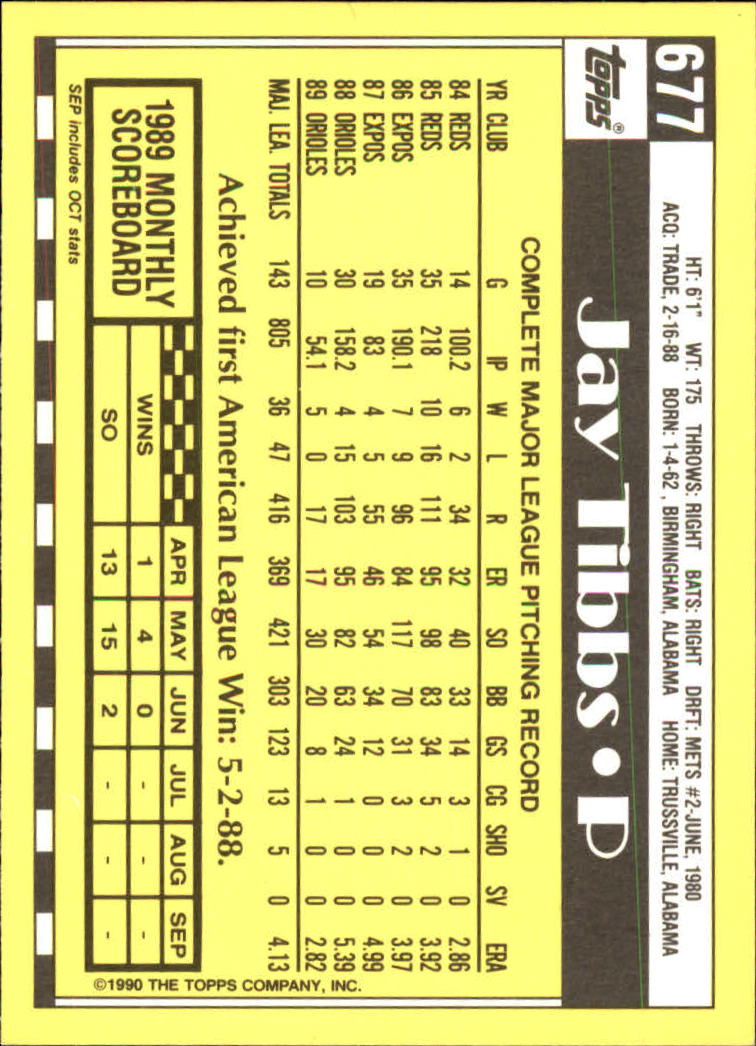 677
HT: 6'1" WT: 175 THROWS: RIGHT BATS: RIGHT DRFT: METS #2-JUNE, 1980
ACQ: TRADE, 2-16-88 BORN: 1-4-62, BIRMINGHAM, ALABAMA HOME: TRUSSVILLE, ALABAMA
topps®
Jay Tibbs • P
COMPLETE MAJOR LEAGUE PITCHING RECORD
YR CLUB G IP W L R ER SO BB GS CG SHO SV ERA
84 REDS 14 100.2 6 2 34 32 40 33 14 3 1 0 2.86
85 REDS 35 218 10 16 111 95 98 83 34 5 2 0 3.92
86 EXPOS 35 190.1 7 9 96 84 117 70 31 3 2 0 3.97
87 EXPOS 19 83 4 5 55 46 54 34 12 0 0 0 4.99
88 ORIOLES 30 158.2 4 15 103 95 82 63 24 1 0 0 5.39
89 ORIOLES 10 54.1 5 0 17 17 30 20 8 1 0 0 2.82
MAJ. LEA. TOTALS 143 805 36 47 416 369 421 303 123 13 5 0 4.13
Achieved first American League Win: 5-2-88.
1989 MONTHLY
SCOREBOARD
APR MAY JUN JUL AUG SEP
WINS 1 4 0 - - -
SO 13 15 2 - - -
SEP includes OCT stats
©1990 THE TOPPS COMPANY, INC.